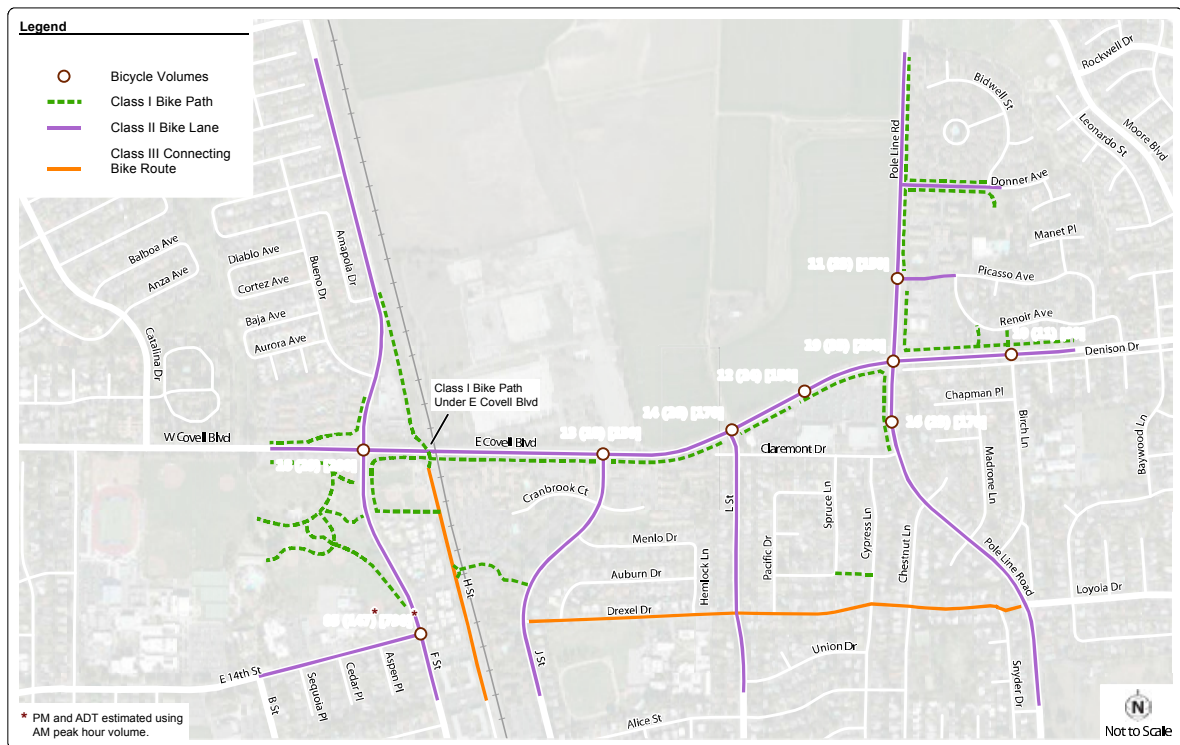 Legend
Bicycle Volumes
Class I Bike Path
Class II Bike Lane
Class III Connecting
Bike Route
Rockwell Dr
Bidwell St
Leonardo St
Moore Blvd
Pole Line Rd
Donner Ave
Manet Pl
Picasso Ave
Renoir Ave
Denison Dr
Balboa Ave
Anza Ave
Diablo Ave
Cortez Ave
Baja Ave
Aurora Ave
Bueno Dr
Amapola Dr
Catalina Dr
Class I Bike Path
Under E Covell Blvd
W Covell Blvd
E Covell Blvd
Claremont Dr
Chapman Pl
Birch Ln
Madrone Ln
Baywood Ln
Cranbrook Ct
Menlo Dr
Auburn Dr
Drexel Dr
Hemlock Ln
L St
Pacific Dr
Spruce Ln
Cypress Ln
Chestnut Ln
Pole Line Road
Loyola Dr
H St
J St
Union Dr
Snyder Dr
Alice St
E 14th St
B St
Sequoia Pl
Cedar Pl
Aspen Pl
F St
* *
* PM and ADT estimated using
AM peak hour volume.
N
Not to Scale